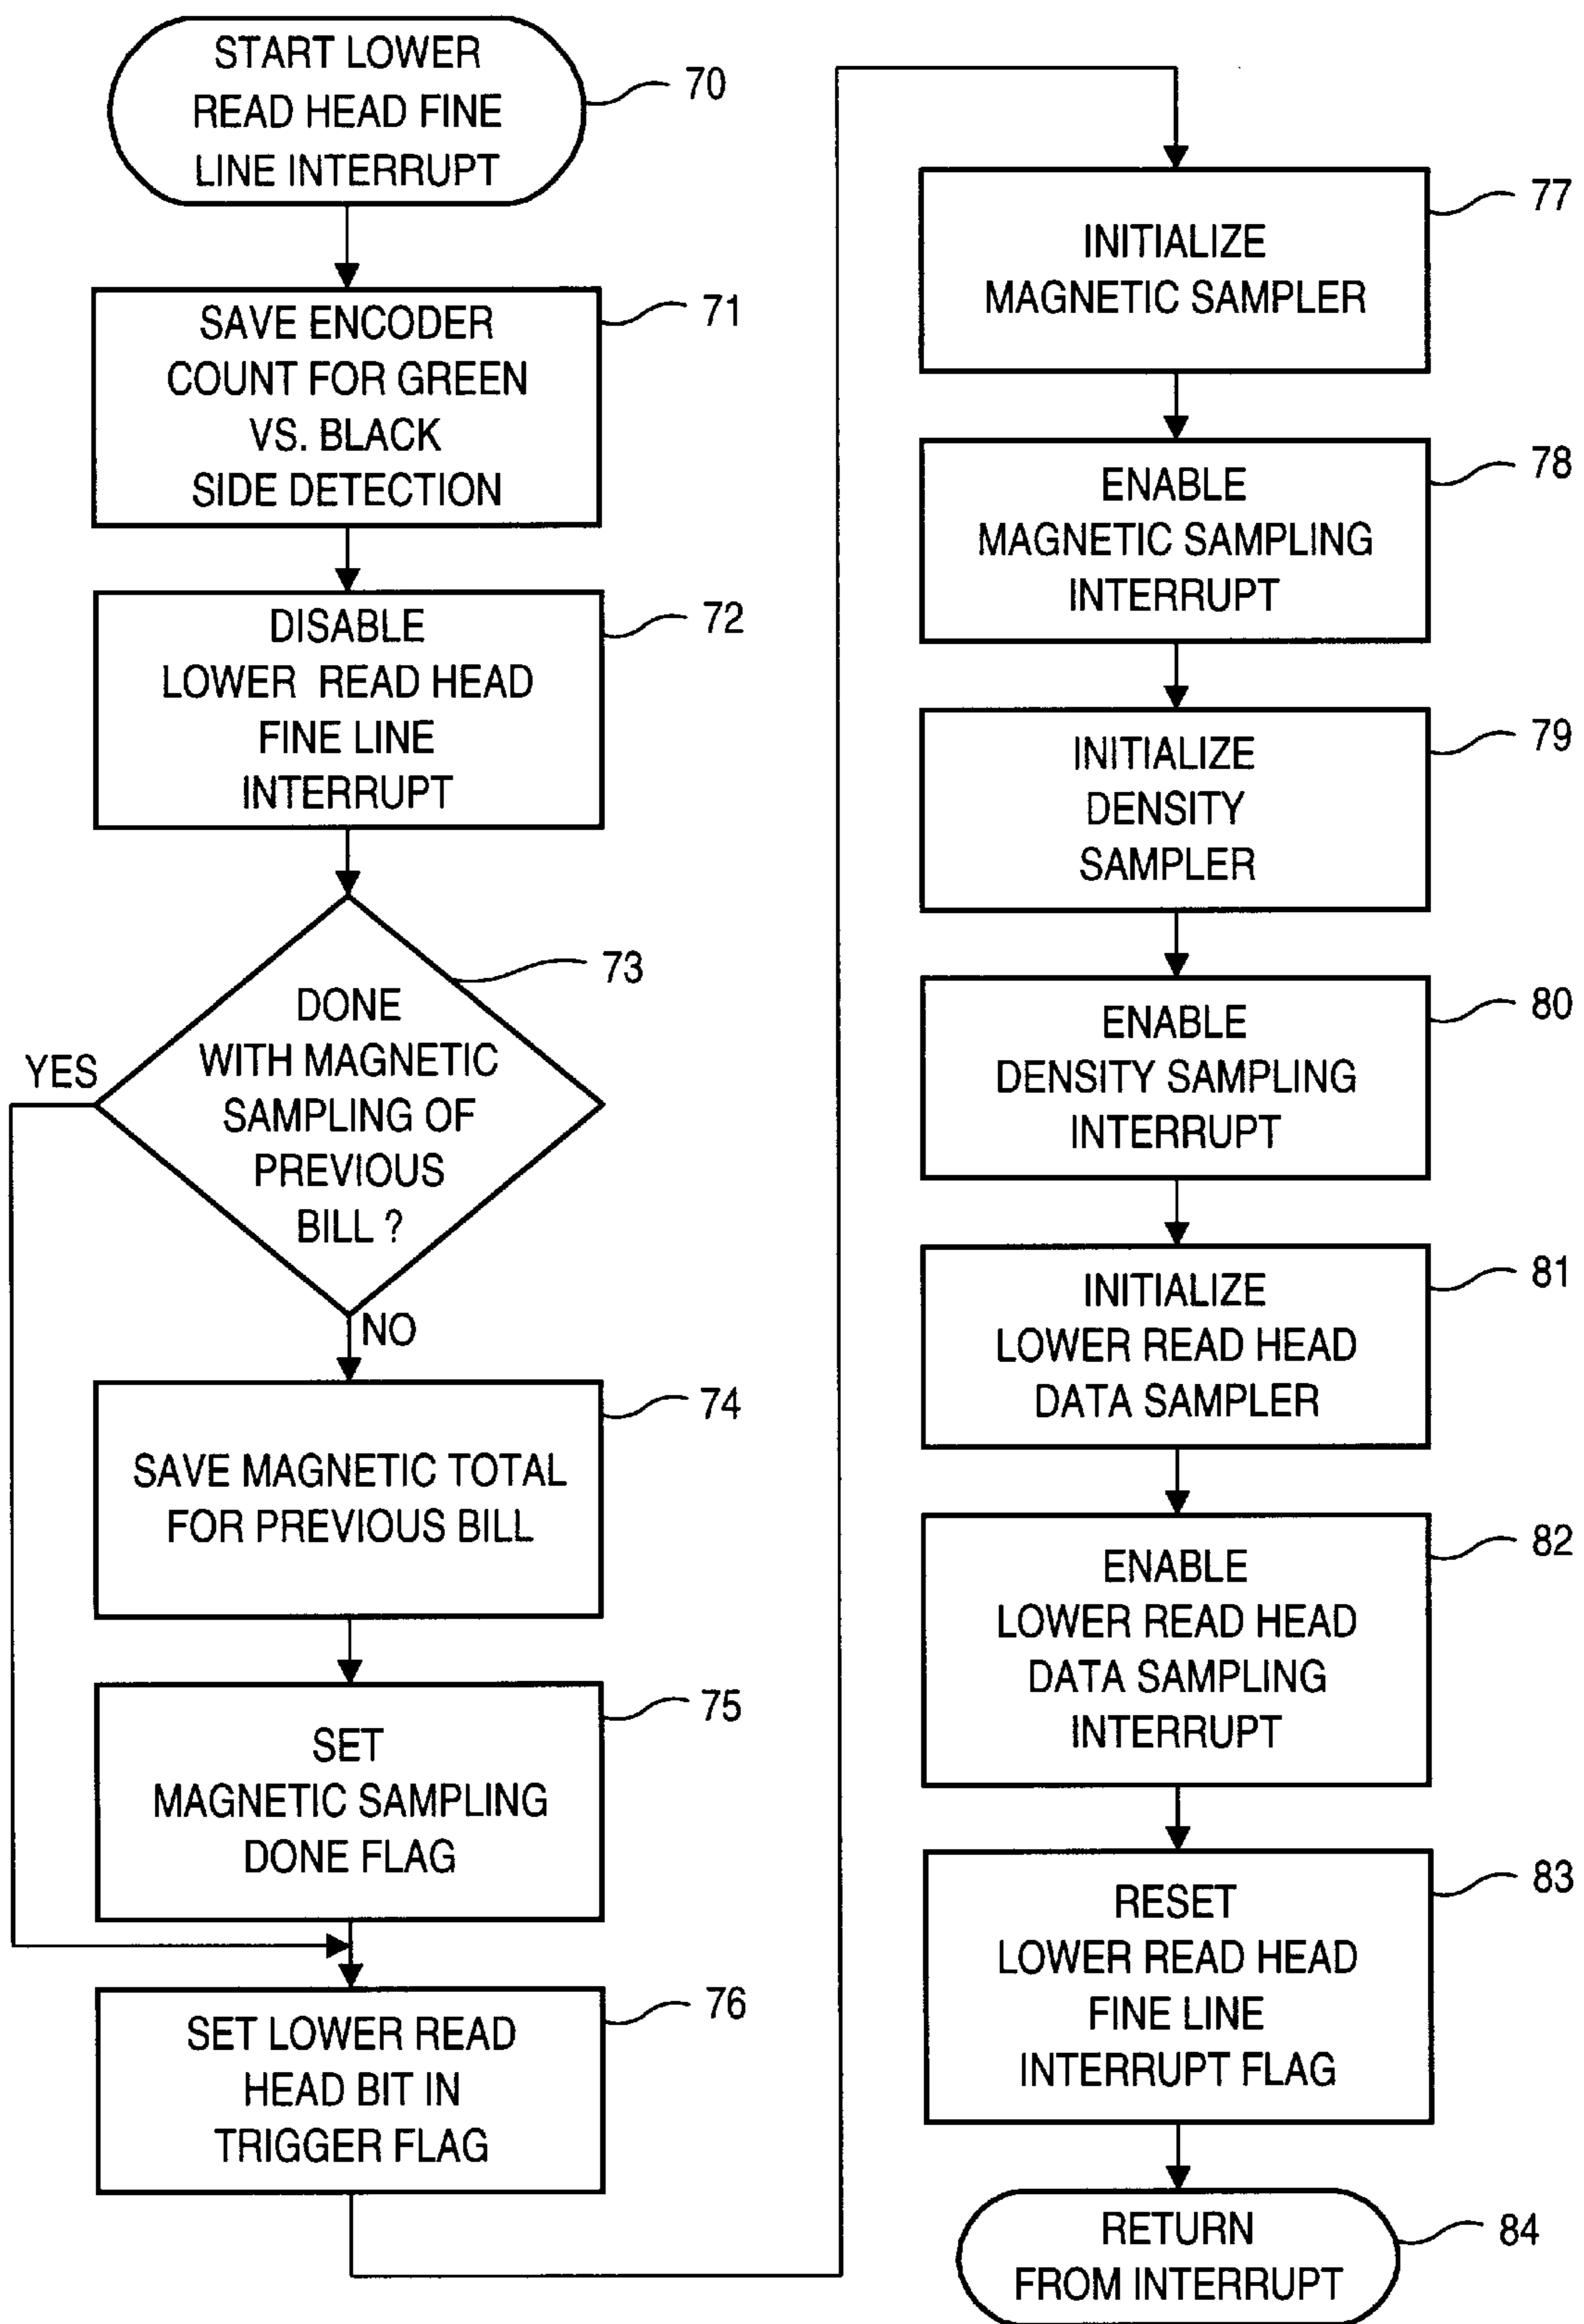 START LOWER
READ HEAD FINE
LINE INTERRUPT
70
SAVE ENCODER
COUNT FOR GREEN
VS. BLACK
SIDE DETECTION
71
DISABLE
LOWER READ HEAD
FINE LINE
INTERRUPT
72
DONE
WITH MAGNETIC
SAMPLING OF
PREVIOUS
BILL ?
73
YES
NO
SAVE MAGNETIC TOTAL
FOR PREVIOUS BILL
74
SET
MAGNETIC SAMPLING
DONE FLAG
75
SET LOWER READ
HEAD BIT IN
TRIGGER FLAG
76
INITIALIZE
MAGNETIC SAMPLER
77
ENABLE
MAGNETIC SAMPLING
INTERRUPT
78
INITIALIZE
DENSITY
SAMPLER
79
ENABLE
DENSITY SAMPLING
INTERRUPT
80
INITIALIZE
LOWER READ HEAD
DATA SAMPLER
81
ENABLE
LOWER READ HEAD
DATA SAMPLING
INTERRUPT
82
RESET
LOWER READ HEAD
FINE LINE
INTERRUPT FLAG
83
RETURN
FROM INTERRUPT
84